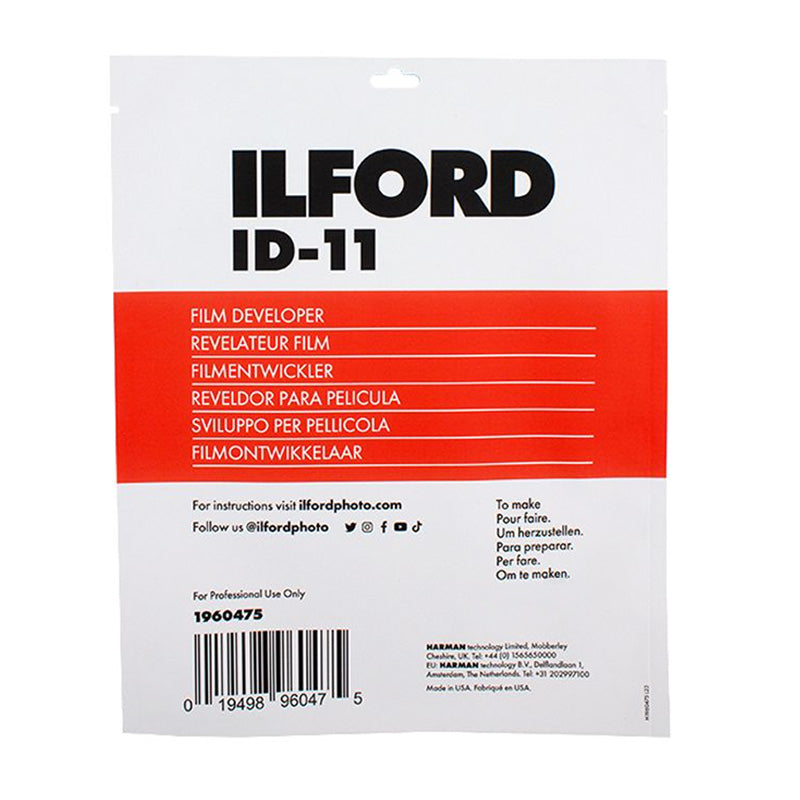 ILFORD
ID-11
FILM DEVELOPER
REVELATEUR FILM
FILMENTWICKLER
REVELDOR PARA PELICULA
SVILUPPO PER PELLICOLA
FILMONTWIKKELAAR
For instructions visit ilfordphoto.com
Follow us @ilfordphoto
To make
Pour faire.
Um herzustellen.
Para preparar.
Per fare.
Om te maken.
For Professional Use Only
1960475
0 19498 96047 5
HARMAN technology Limited, Mobberley
Cheshire, UK. Tel: +44 (0) 1565650000
EU: HARMAN technology B.V., Delflandlaan 1,
Amsterdam, The Netherlands. Tel: +31 202997100
Made in USA. Fabriqué en USA.